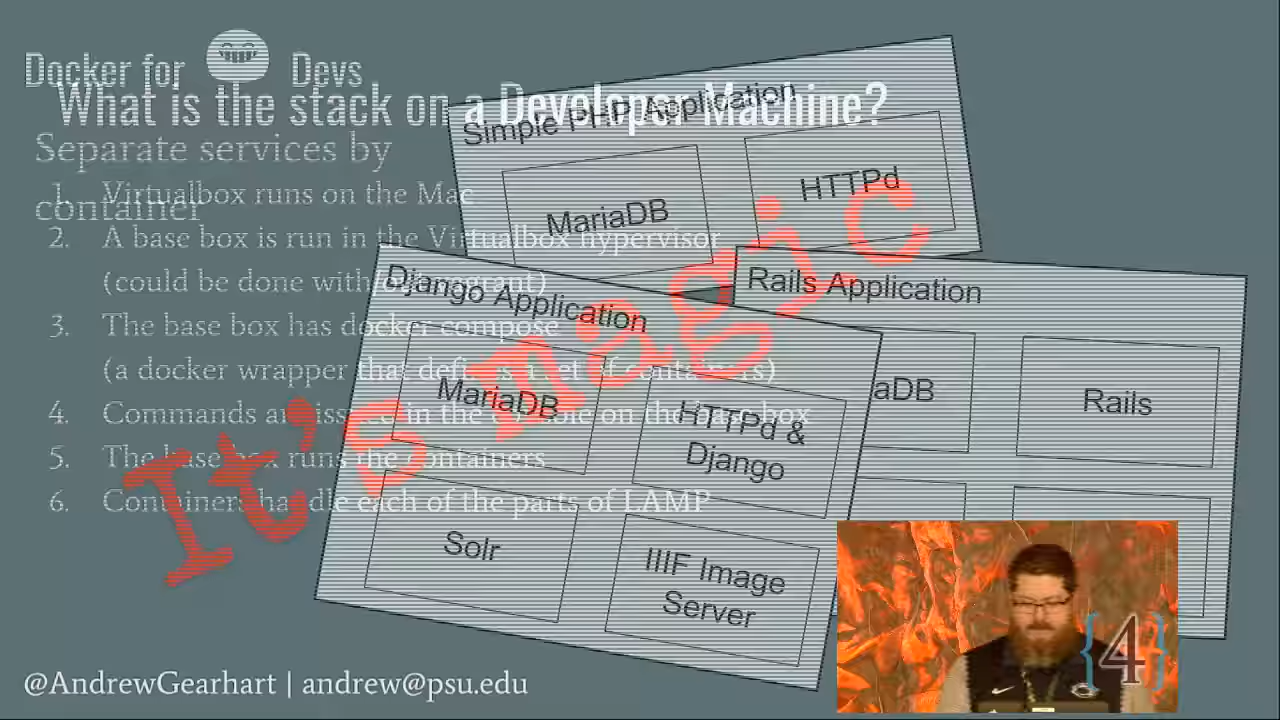 Docker for Devs
What is the stack on a Developer Machine?
Separate services by
container
1. Virtualbox runs on the Mac
2. A base box is run in the Virtualbox hypervisor
(could be done with
3. The base box has docker compose
(a docker wrapper that defines a set of containers)
4. Commands are issued in the console on the base box
5. The base box runs the containers
6. Containers handle each of the parts of LAMP
It's magic
Simple PHP Application
MariaDB
HTTPd
Django Application
MariaDB
HTTPd &
Django
Solr
IIIF Image
Server
Rails Application
aDB
Rails
{4}
@AndrewGearhart | andrew@psu.edu